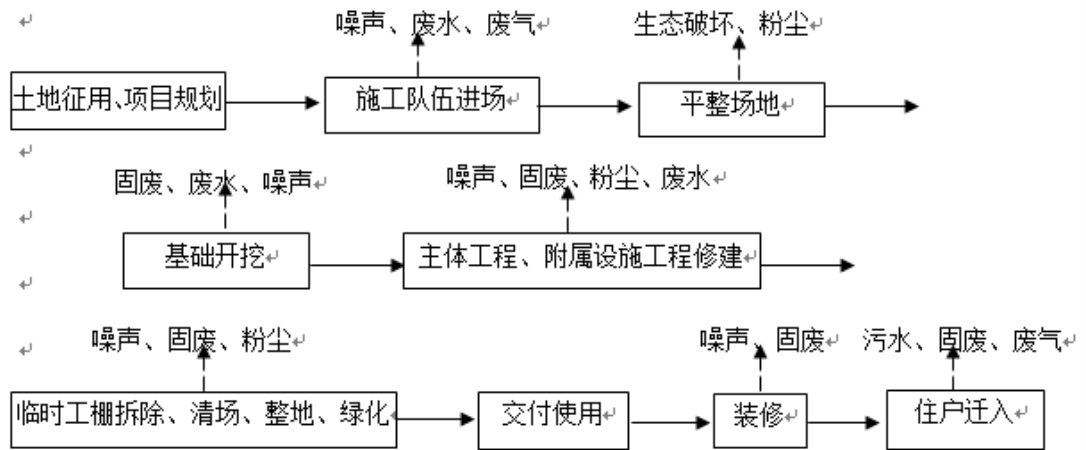 噪声、废水、废气
生态破坏、粉尘
土地征用、项目规划
施工队伍进场
平整场地
固废、废水、噪声
噪声、固废、粉尘、废水
基础开挖
主体工程、附属设施工程修建
噪声、固废、粉尘
噪声、固废
污水、固废、废气
临时工棚拆除、清场、整地、绿化
交付使用
装修
住户迁入